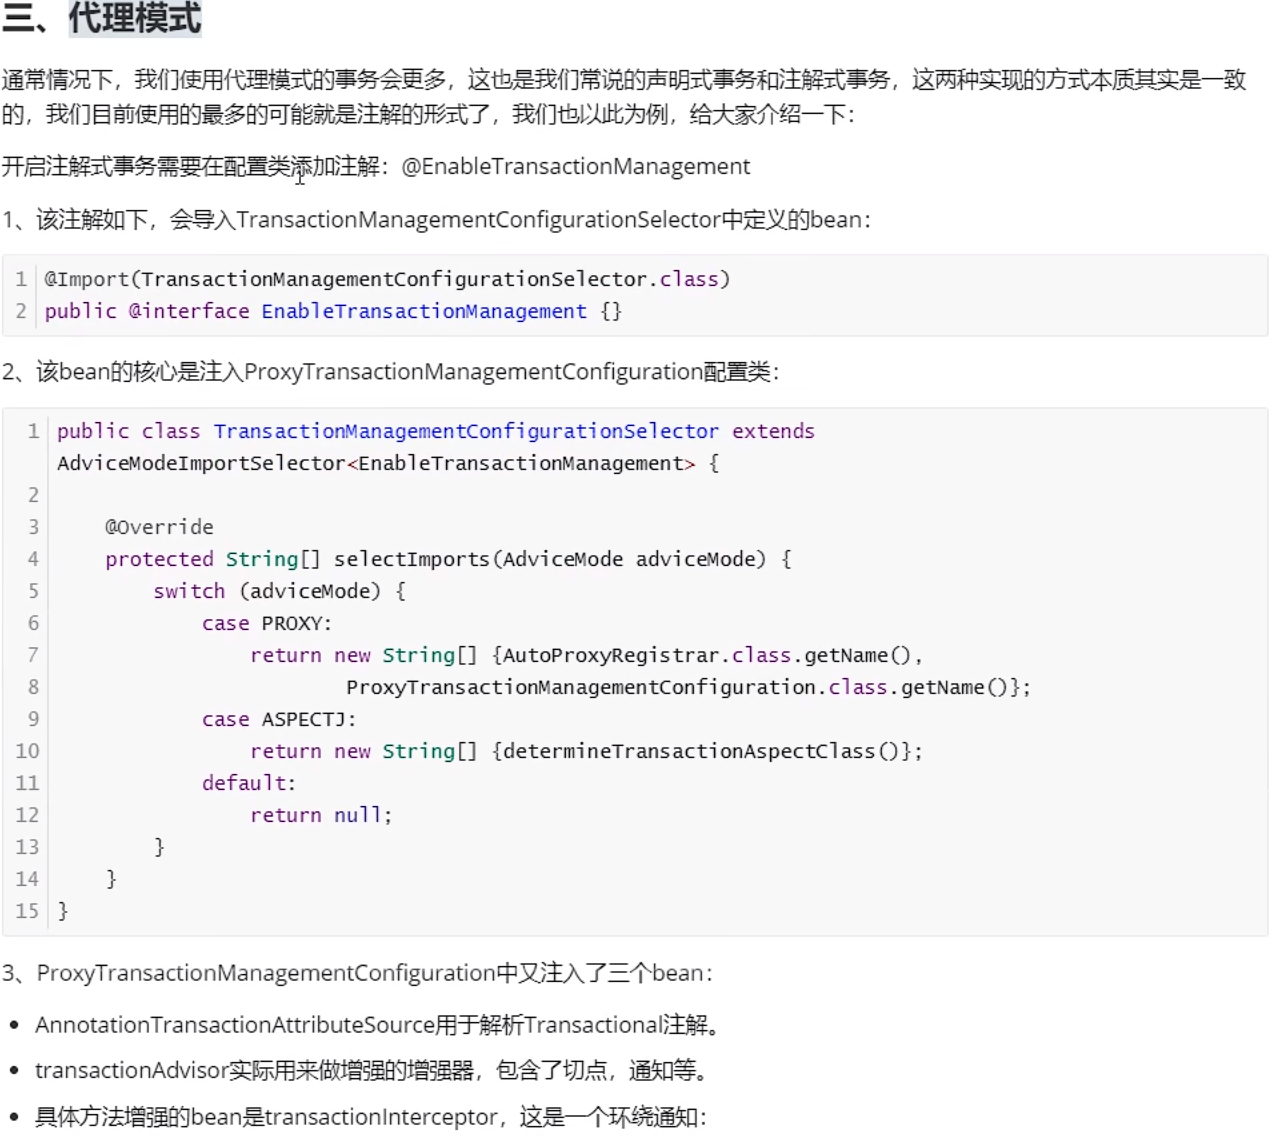 三、代理模式
通常情况下，我们使用代理模式的事务会更多，这也是我们常说的声明式事务和注解式事务，这两种实现的方式本质其实是一致
的，我们目前使用的最多的可能就是注解的形式了，我们也以此为例，给大家介绍一下：
开启注解式事务需要在配置类添加注解：@EnableTransactionManagement
1、该注解如下，会导入TransactionManagementConfigurationSelector中定义的bean：
1 @Import(TransactionManagementConfigurationSelector.class)
2 public @interface EnableTransactionManagement {}
2、该bean的核心是注入ProxyTransactionManagementConfiguration配置类：
1 public class TransactionManagementConfigurationSelector extends
AdviceModeImportSelector<EnableTransactionManagement> {
2
3 @Override
4 protected String[] selectImports(AdviceMode adviceMode) {
5 switch (adviceMode) {
6 case PROXY:
7 return new String[] {AutoProxyRegistrar.class.getName(),
8 ProxyTransactionManagementConfiguration.class.getName()};
9 case ASPECTJ:
10 return new String[] {determineTransactionAspectClass()};
11 default:
12 return null;
13 }
14 }
15 }
3、ProxyTransactionManagementConfiguration中又注入了三个bean：
• AnnotationTransactionAttributeSource用于解析Transactional注解。
• transactionAdvisor实际用来做增强的增强器，包含了切点，通知等。
• 具体方法增强的bean是transactionInterceptor，这是一个环绕通知：